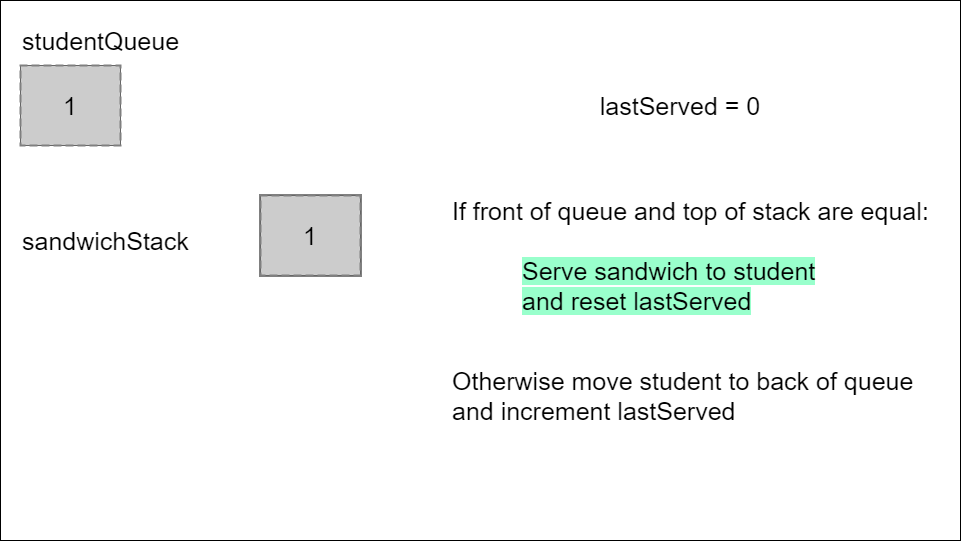 studentQueue
1
lastServed = 0
If front of queue and top of stack are equal:
sandwichStack
1
Serve sandwich to student
and reset lastServed
Otherwise move student to back of queue
and increment lastServed